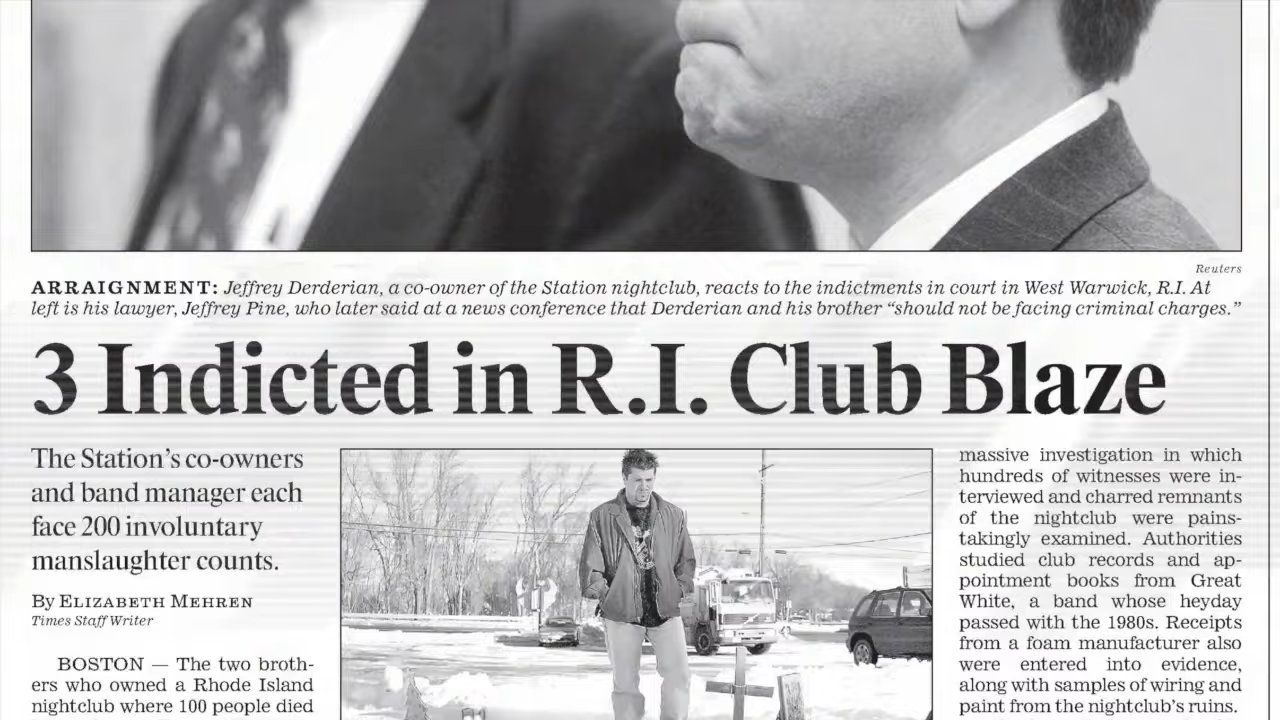 Reuters
ARRAIGNMENT: Jeffrey Derderian, a co-owner of the Station nightclub, reacts to the indictments in court in West Warwick, R.I. At
left is his lawyer, Jeffrey Pine, who later said at a news conference that Derderian and his brother “should not be facing criminal charges.”
3 Indicted in R.I. Club Blaze
The Station’s co-owners
and band manager each
face 200 involuntary
manslaughter counts.
By ELIZABETH MEHREN
Times Staff Writer
BOSTON — The two broth-
ers who owned a Rhode Island
nightclub where 100 people died
massive investigation in which
hundreds of witnesses were in-
terviewed and charred remnants
of the nightclub were pains-
takingly examined. Authorities
studied club records and ap-
pointment books from Great
White, a band whose heyday
passed with the 1980s. Receipts
from a foam manufacturer also
were entered into evidence,
along with samples of wiring and
paint from the nightclub’s ruins.